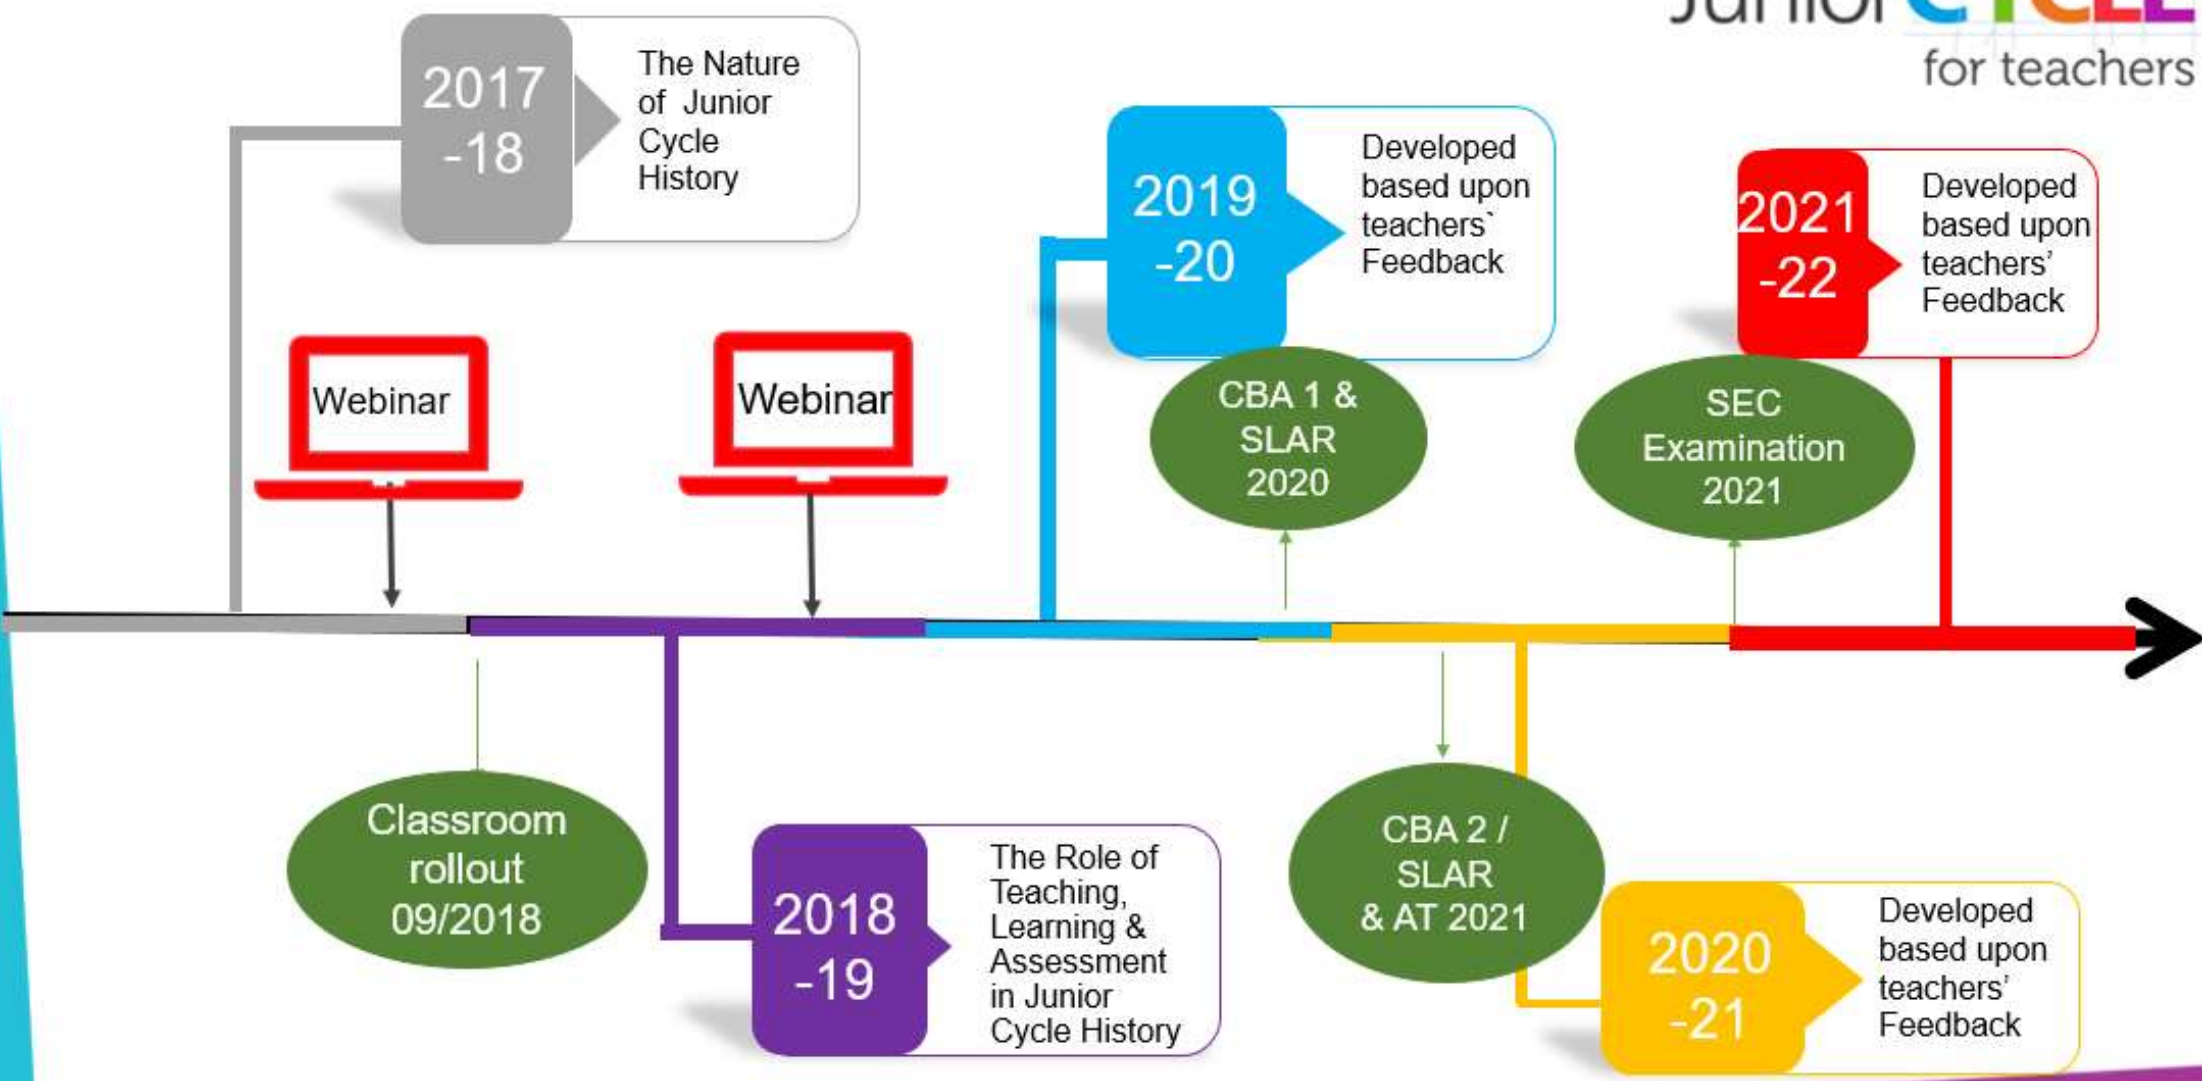 Junior CYCLE
for teachers
2017
-18
The Nature
of Junior
Cycle
History
2019
-20
Developed
based upon
teachers`
Feedback
2021
-22
Developed
based upon
teachers’
Feedback
Webinar
Webinar
CBA 1 &
SLAR
2020
SEC
Examination
2021
Classroom
rollout
09/2018
2018
-19
The Role of
Teaching,
Learning &
Assessment
in Junior
Cycle History
CBA 2 /
SLAR
& AT 2021
2020
-21
Developed
based upon
teachers’
Feedback